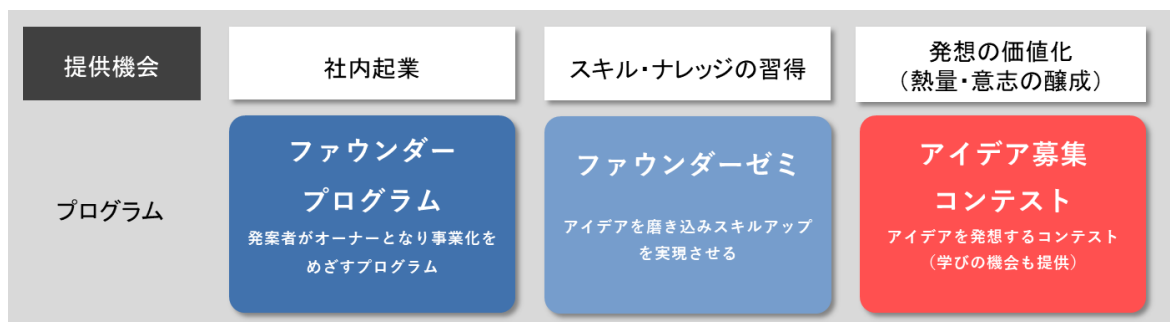 提供機会
社内起業
スキル・ナレッジの習得
発想の価値化
（熱量・意志の醸成）
プログラム
ファウンダー
プログラム
発案者がオーナーとなり事業化を
めざすプログラム
ファウンダーゼミ
アイデアを磨き込みスキルアップ
を実現させる
アイデア募集
コンテスト
アイデアを発想するコンテスト
（学びの機会も提供）